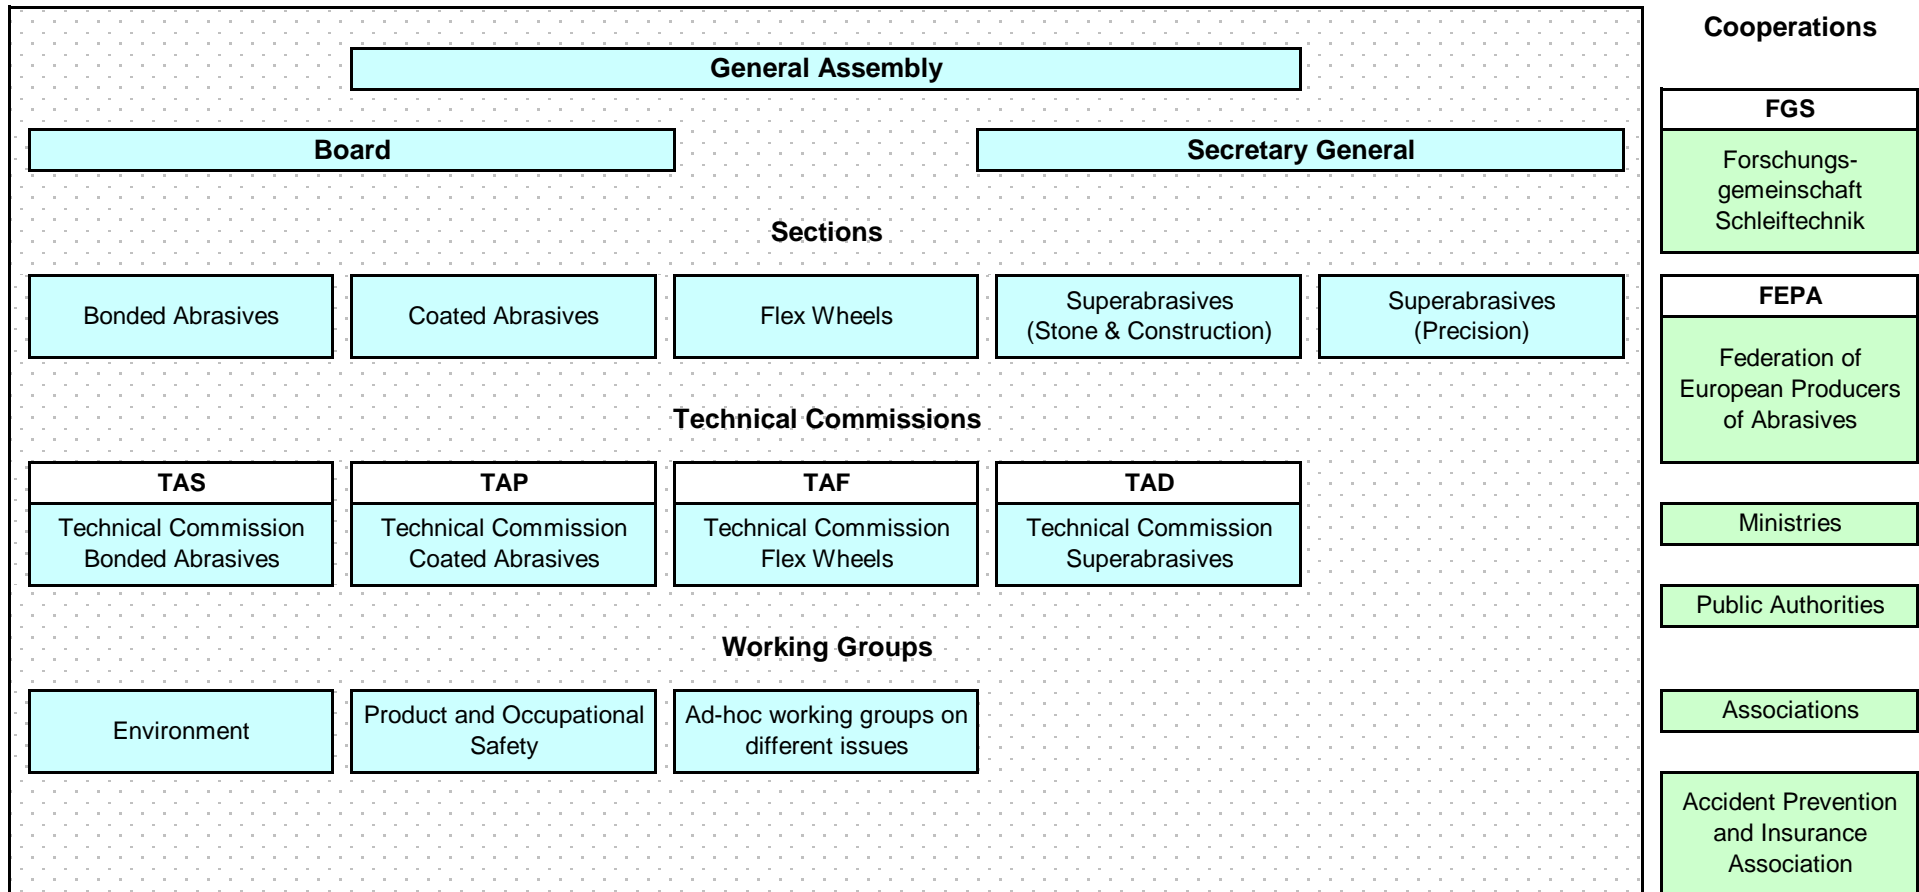 General Assembly
Board
Secretary General
Sections
Bonded Abrasives
Coated Abrasives
Flex Wheels
Superabrasives
(Stone & Construction)
Superabrasives
(Precision)
Technical Commissions
TAS
Technical Commission
Bonded Abrasives
TAP
Technical Commission
Coated Abrasives
TAF
Technical Commission
Flex Wheels
TAD
Technical Commission
Superabrasives
Working Groups
Environment
Product and Occupational
Safety
Ad-hoc working groups on
different issues
Cooperations
FGS
Forschungs-
gemeinschaft
Schleiftechnik
FEPA
Federation of
European Producers
of Abrasives
Ministries
Public Authorities
Associations
Accident Prevention
and Insurance
Association